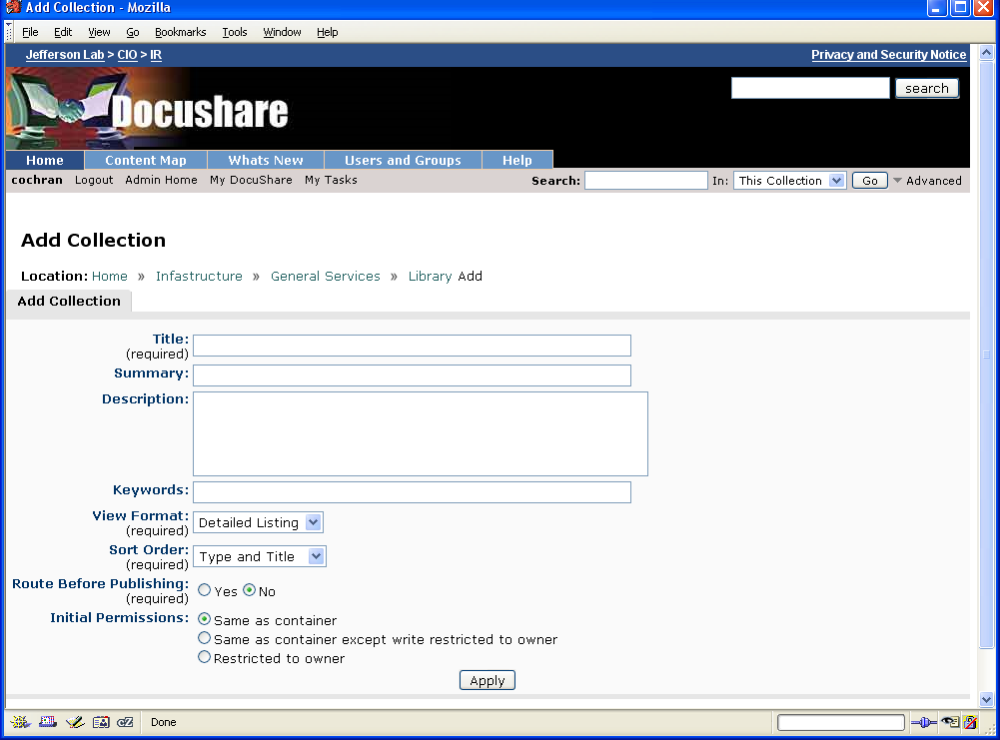 Add Collection - Mozilla
File Edit View Go Bookmarks Tools Window Help
Jefferson Lab > CIO > IR Privacy and Security Notice
Docushare search
Home Content Map Whats New Users and Groups Help
cochran Logout Admin Home My DocuShare My Tasks Search: In: This Collection Go Advanced
Add Collection
Location: Home » Infastructure » General Services » Library Add
Add Collection
Title:
(required)
Summary:
Description:
Keywords:
View Format:
(required) Detailed Listing
Sort Order:
(required) Type and Title
Route Before Publishing:
(required) Yes No
Initial Permissions: Same as container
Same as container except write restricted to owner
Restricted to owner
Apply
Done